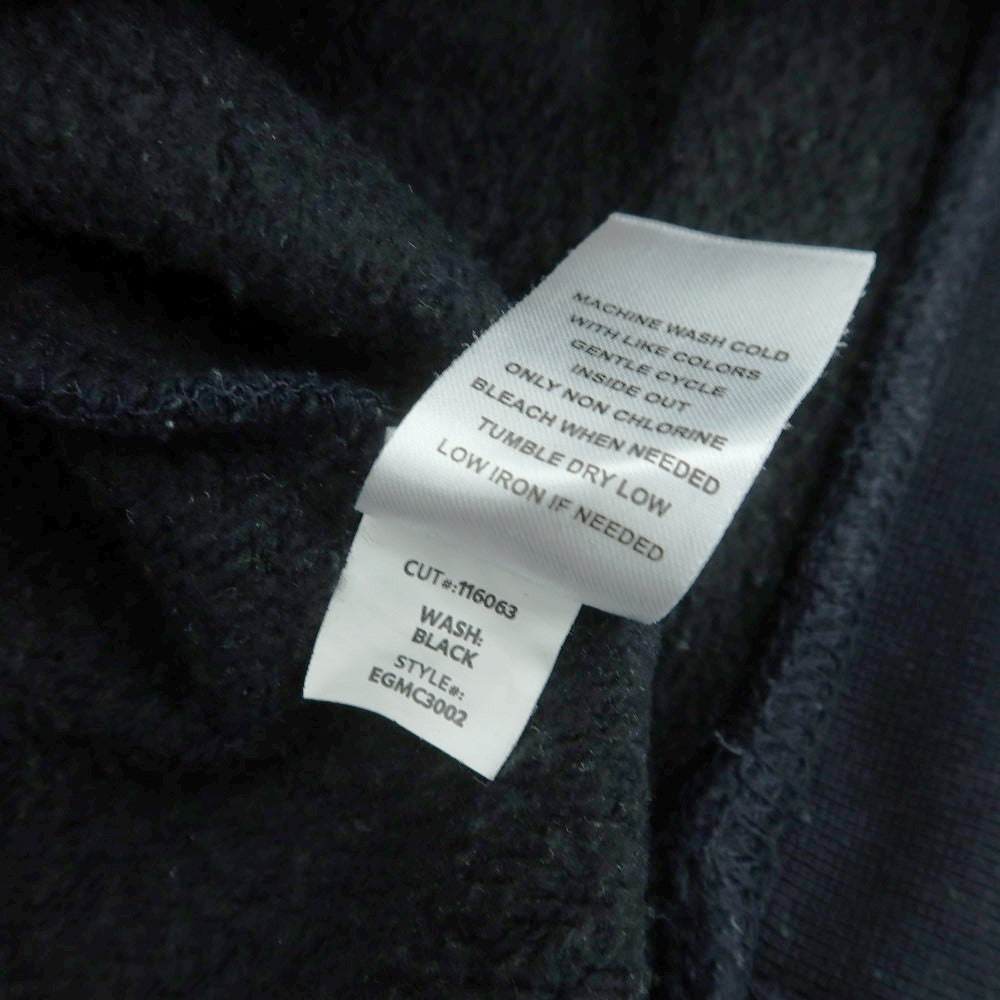 MACHINE WASH COLD
WITH LIKE COLORS
GENTLE CYCLE
INSIDE OUT
ONLY NON CHLORINE
BLEACH WHEN NEEDED
TUMBLE DRY LOW
LOW IRON IF NEEDED
CUT#:116063
WASH:
BLACK
STYLE#:
EGMC3002